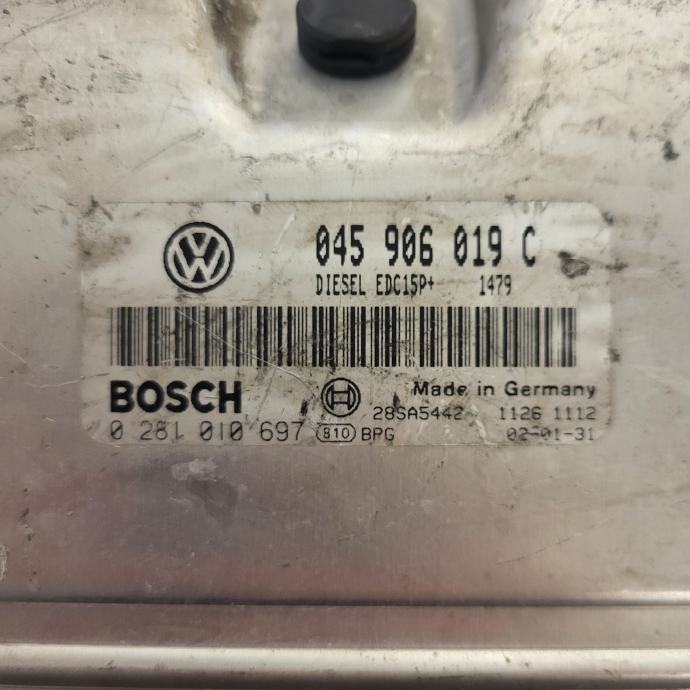 045 906 019 C
DIESEL EDC15P+ 1479
BOSCH Made in Germany
28SA5442 1126 1112
0 281 010 697 810 BPG 02-01-31